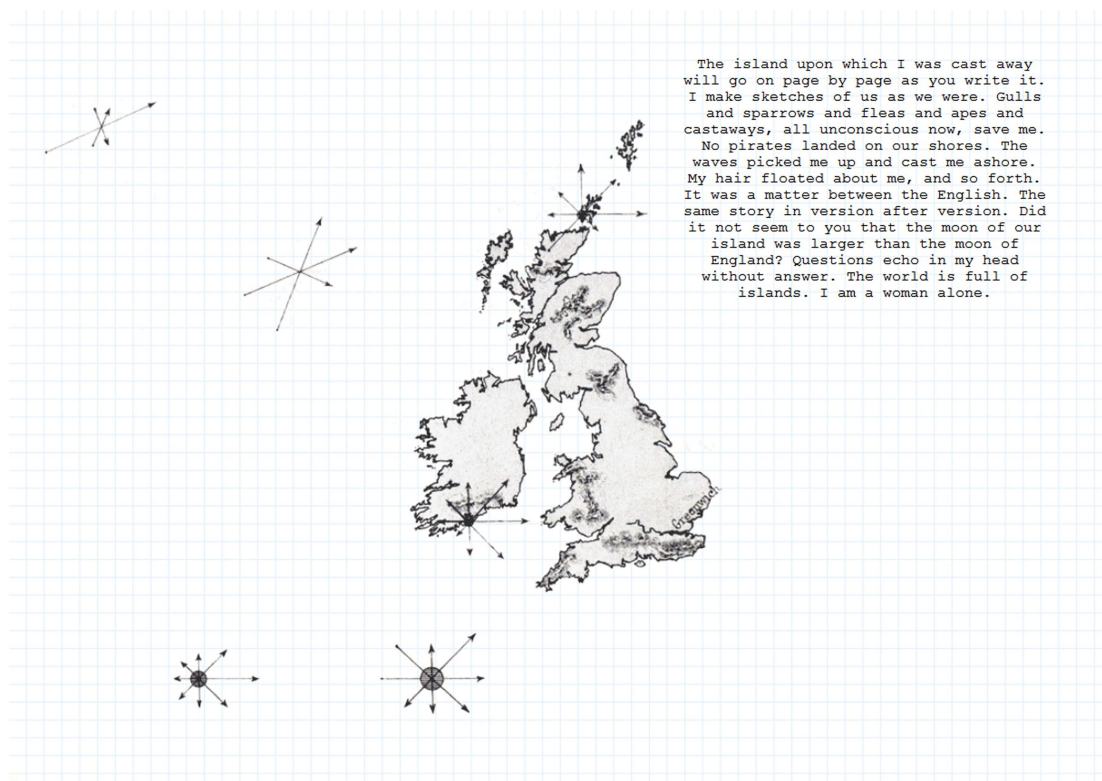 The island upon which I was cast away
will go on page by page as you write it.
I make sketches of us as we were. Gulls
and sparrows and fleas and apes and
castaways, all unconscious now, save me.
No pirates landed on our shores. The
waves picked me up and cast me ashore.
My hair floated about me, and so forth.
It was a matter between the English. The
same story in version after version. Did
it not seem to you that the moon of our
island was larger than the moon of
England? Questions echo in my head
without answer. The world is full of
islands. I am a woman alone.
Greenwich